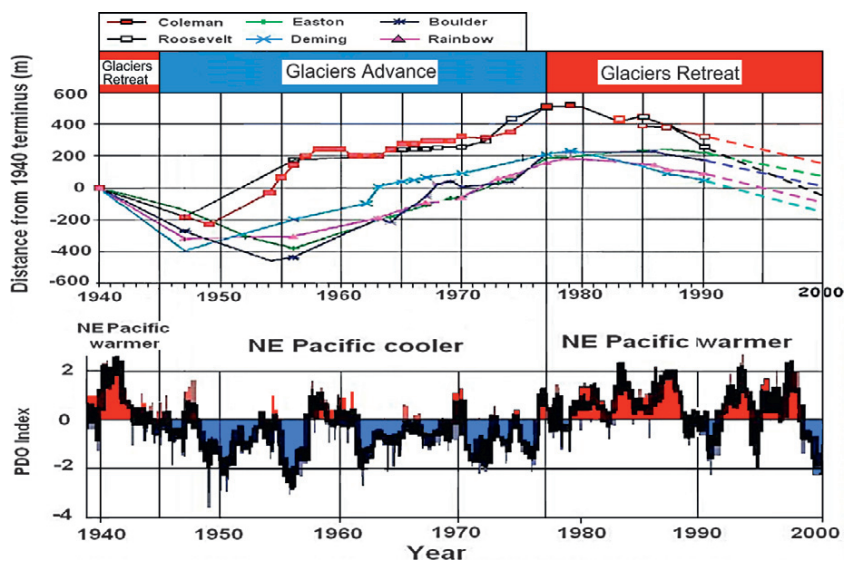 Coleman Easton Boulder
Roosevelt Deming Rainbow
Glaciers
Retreat
Glaciers Advance
Glaciers Retreat
Distance from 1940 terminus (m)
600
400
200
0
-200
-400
-600
1940 1950 1960 1970 1980 1990 2000
NE Pacific
warmer
NE Pacific cooler
NE Pacific warmer
PDO Index
2
0
-2
-4
1940 1950 1960 1970 1980 1990 2000
Year